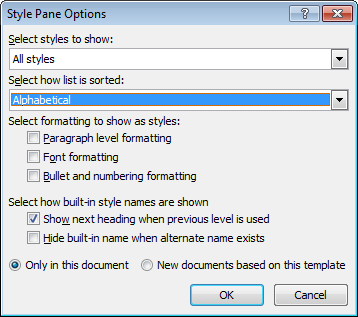 Style Pane Options
Select styles to show:
All styles
Select how list is sorted:
Alphabetical
Select formatting to show as styles:
Paragraph level formatting
Font formatting
Bullet and numbering formatting
Select how built-in style names are shown
Show next heading when previous level is used
Hide built-in name when alternate name exists
Only in this document New documents based on this template
OK Cancel